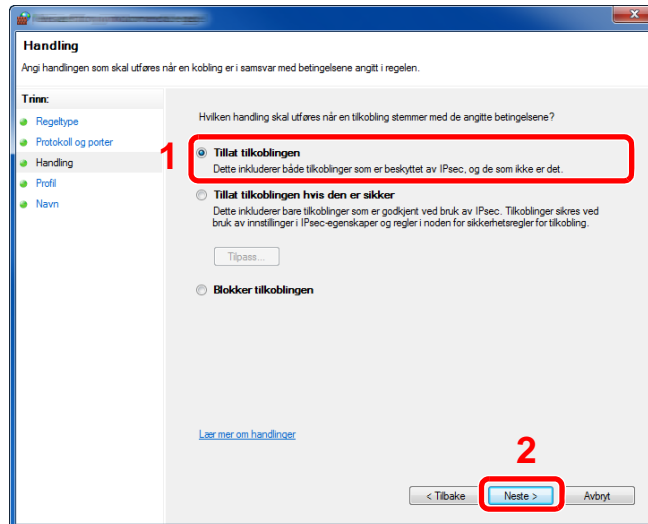 Handling
Angi handlingen som skal utføres når en kobling er i samsvar med betingelsene angitt i regelen.
Trinn:
Regeltype
Protokoll og porter
Handling
Profil
Navn
Hvilken handling skal utføres når en tilkobling stemmer med de angitte betingelsene?
1
Tillat tilkoblingen
Dette inkluderer både tilkoblinger som er beskyttet av IPsec, og de som ikke er det.
Tillat tilkoblingen hvis den er sikker
Dette inkluderer bare tilkoblinger som er godkjent ved bruk av IPsec. Tilkoblinger sikres ved
bruk av innstillinger i IPsec-egenskaper og regler i noden for sikkerhetsregler for tilkobling.
Tilpass...
Blokker tilkoblingen
Lær mer om handlinger
2
< Tilbake
Neste >
Avbryt